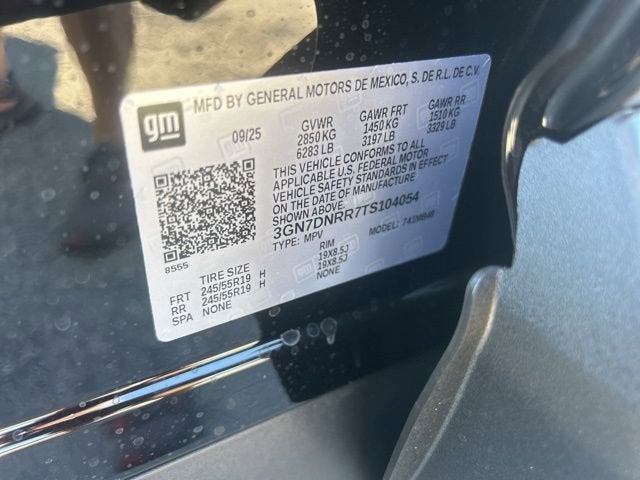 MFD BY GENERAL MOTORS DE MEXICO, S. DE R.L. DE C.V.
gm
09/25
GVWR GAWR FRT GAWR RR
2850 KG 1450 KG 1510 KG
6283 LB 3197 LB 3329 LB
THIS VEHICLE CONFORMS TO ALL
APPLICABLE U.S. FEDERAL MOTOR
VEHICLE SAFETY STANDARDS IN EFFECT
ON THE DATE OF MANUFACTURE
SHOWN ABOVE.
3GN7DNRR7TS104054
TYPE: MPV MODEL:
8555
TIRE SIZE RIM
FRT 245/55R19 H 19X8.5J
RR 245/55R19 H 19X8.5J
SPA NONE NONE